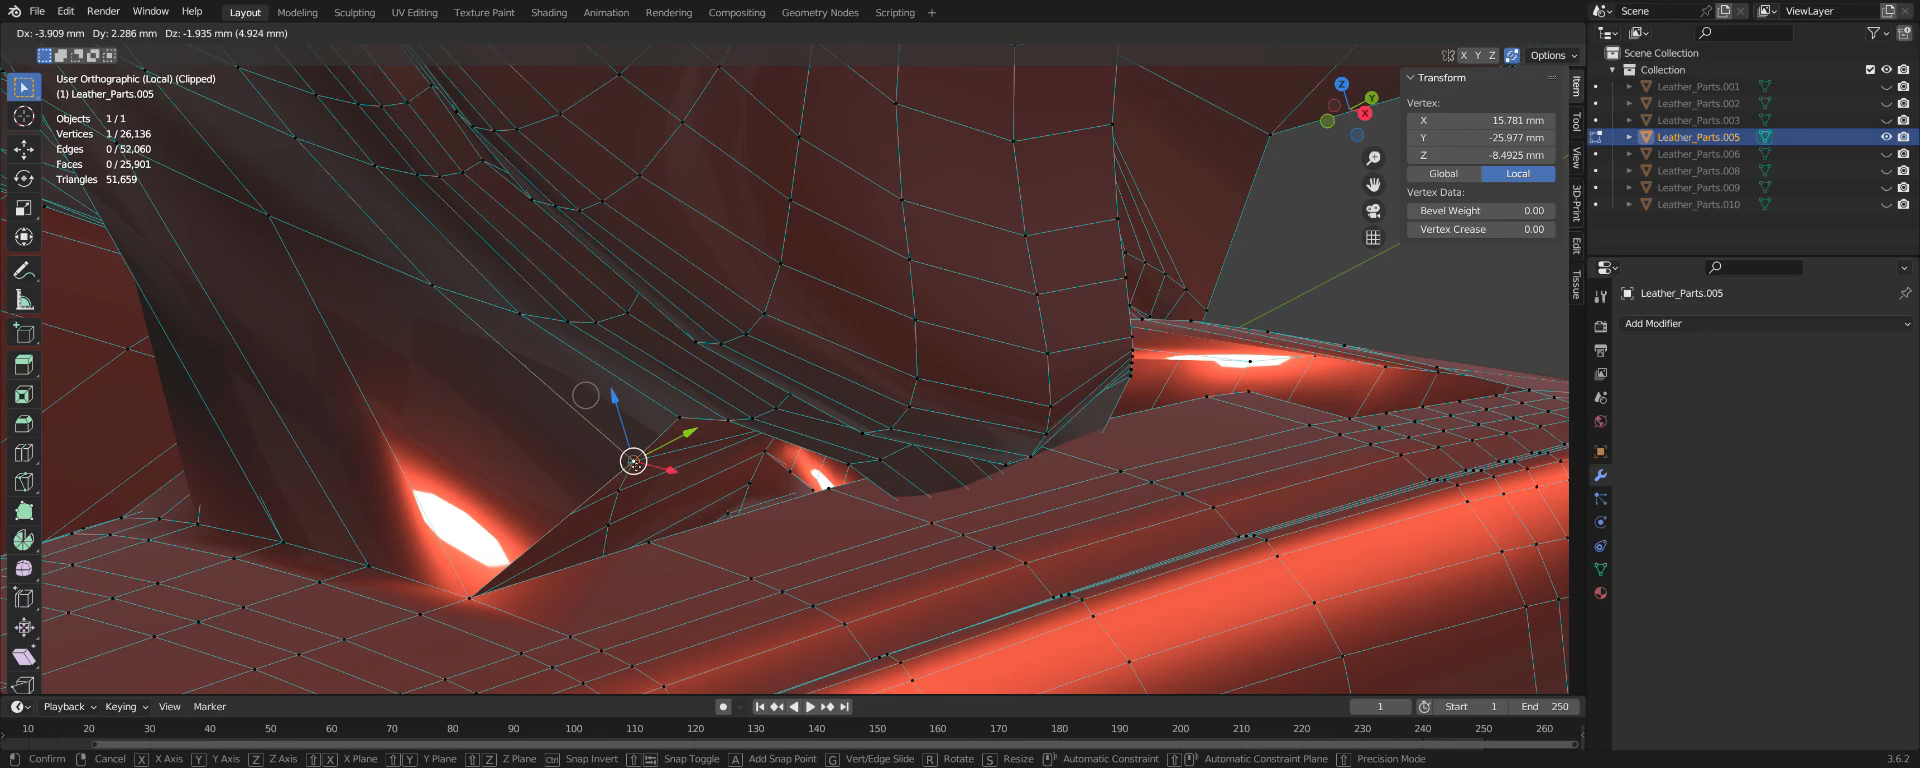 File Edit Render Window Help Layout Modeling Sculpting UV Editing Texture Paint Shading Animation Rendering Compositing Geometry Nodes Scripting + Scene ViewLayer
Dx: -3.909 mm Dy: 2.286 mm Dz: -1.935 mm (4.924 mm)
X Y Z Options
User Orthographic (Local) (Clipped)
(1) Leather_Parts.005
Objects 1 / 1
Vertices 1 / 26,136
Edges 0 / 52,060
Faces 0 / 25,901
Triangles 51,659
Z
Y
X
Transform
Vertex:
X 15.781 mm
Y -25.977 mm
Z -8.4925 mm
Global Local
Vertex Data:
Bevel Weight 0.00
Vertex Crease 0.00
Item
Tool
View
3D-Print
Edit
Tissue
Scene Collection
Collection
Leather_Parts.001
Leather_Parts.002
Leather_Parts.003
Leather_Parts.005
Leather_Parts.006
Leather_Parts.008
Leather_Parts.009
Leather_Parts.010
Leather_Parts.005
Add Modifier
Playback Keying View Marker 1 Start 1 End 250
10 20 30 40 50 60 70 80 90 100 110 120 130 140 150 160 170 180 190 200 210 220 230 240 250 260
Confirm Cancel X X Axis Y Y Axis Z Z Axis X X Plane Y Y Plane Z Z Plane Ctrl Snap Invert Snap Toggle A Add Snap Point G Vert/Edge Slide R Rotate S Resize Automatic Constraint Automatic Constraint Plane Precision Mode 3.6.2